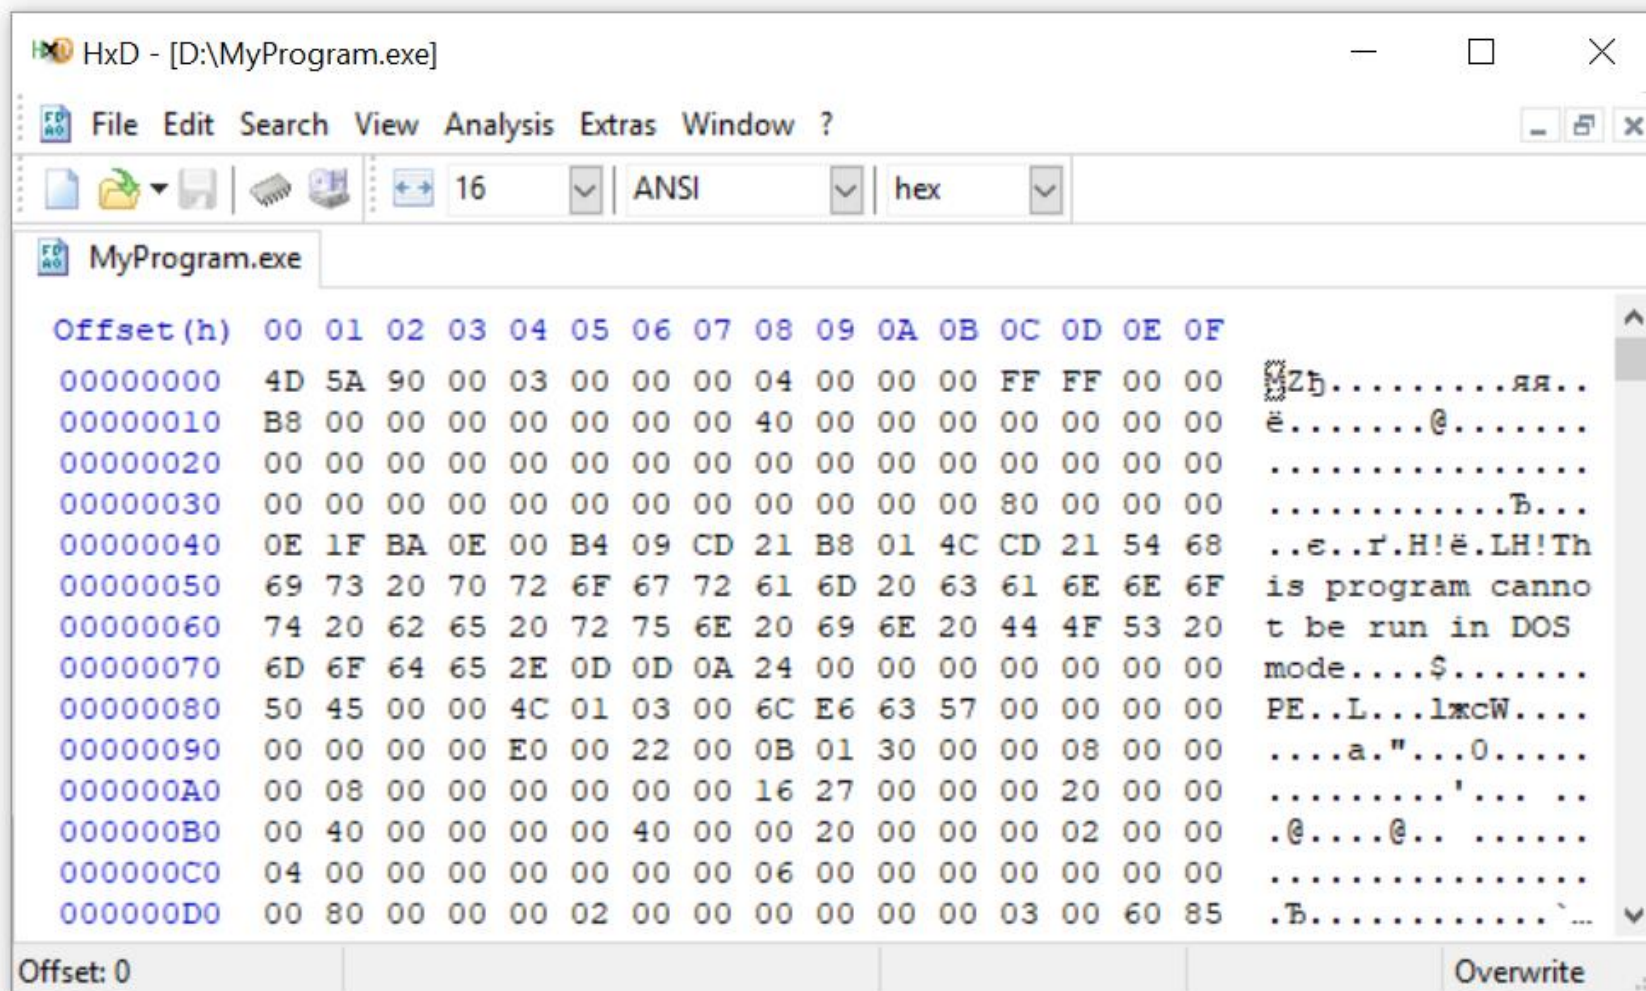 HxD - [D:\MyProgram.exe]
File Edit Search View Analysis Extras Window ?
16 ANSI hex
MyProgram.exe
Offset(h) 00 01 02 03 04 05 06 07 08 09 0A 0B 0C 0D 0E 0F
00000000 4D 5A 90 00 03 00 00 00 04 00 00 00 FF FF 00 00 MZђ.........яя..
00000010 B8 00 00 00 00 00 00 00 40 00 00 00 00 00 00 00 ё.......@.......
00000020 00 00 00 00 00 00 00 00 00 00 00 00 00 00 00 00 ................
00000030 00 00 00 00 00 00 00 00 00 00 00 00 80 00 00 00 ............Ђ...
00000040 0E 1F BA 0E 00 B4 09 CD 21 B8 01 4C CD 21 54 68 ..є..ґ.Н!ё.LН!Th
00000050 69 73 20 70 72 6F 67 72 61 6D 20 63 61 6E 6E 6F is program canno
00000060 74 20 62 65 20 72 75 6E 20 69 6E 20 44 4F 53 20 t be run in DOS
00000070 6D 6F 64 65 2E 0D 0D 0A 24 00 00 00 00 00 00 00 mode....$.......
00000080 50 45 00 00 4C 01 03 00 6C E6 63 57 00 00 00 00 PE..L...lжcW....
00000090 00 00 00 00 E0 00 22 00 0B 01 30 00 00 08 00 00 ....а."...0.....
000000A0 00 08 00 00 00 00 00 00 16 27 00 00 00 20 00 00 .........'... ..
000000B0 00 40 00 00 00 00 40 00 00 20 00 00 00 02 00 00 .@....@.. ......
000000C0 04 00 00 00 00 00 00 00 06 00 00 00 00 00 00 00 ................
000000D0 00 80 00 00 00 02 00 00 00 00 00 00 03 00 60 85 .Ђ............`…
Offset: 0 Overwrite